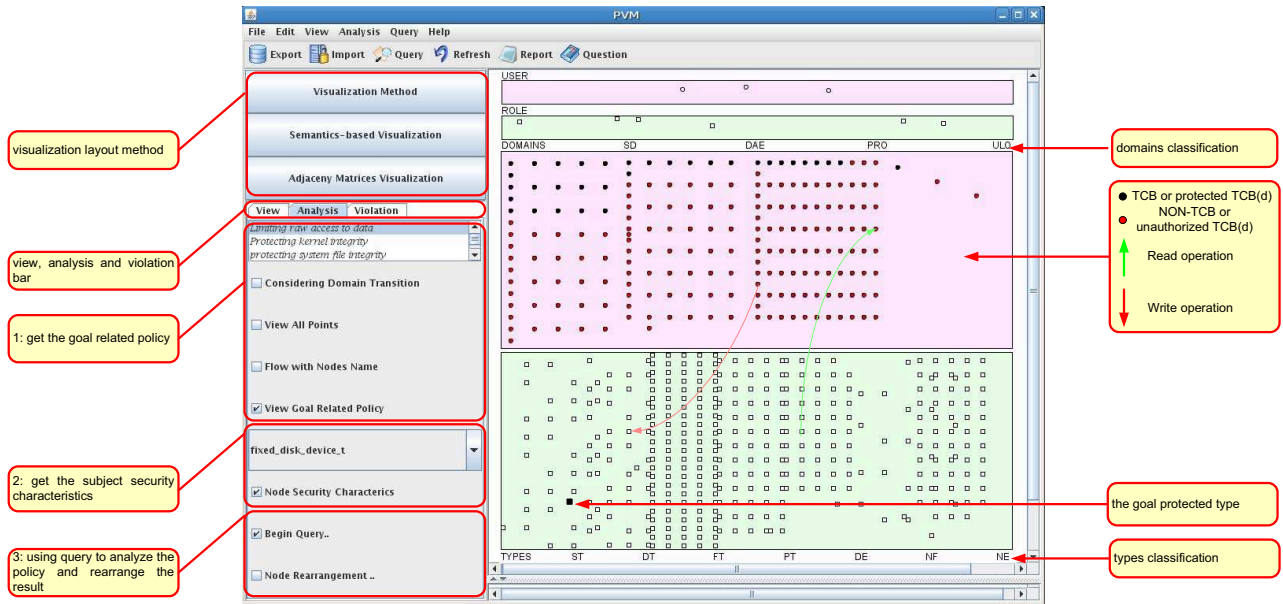 PVM
File Edit View Analysis Query Help
Export Import Query Refresh Report Question
Visualization Method
Semantics-based Visualization
Adjaceny Matrices Visualization
View Analysis Violation
Limiting raw access to data
Protecting kernel integrity
protecting system file integrity
Considering Domain Transition
View All Points
Flow with Nodes Name
View Goal Related Policy
fixed_disk_device_t
Node Security Characterics
Begin Query..
Node Rearrangement ..
USER
ROLE
DOMAINS SD DAE PRO ULO
TYPES ST DT FT PT DE NF NE
visualization layout method
view, analysis and violation
bar
1: get the goal related policy
2: get the subject security
characteristics
3: using query to analyze the
policy and rearrange the
result
domains classification
TCB or protected TCB(d)
NON-TCB or
unauthorized TCB(d)
Read operation
Write operation
the goal protected type
types classification